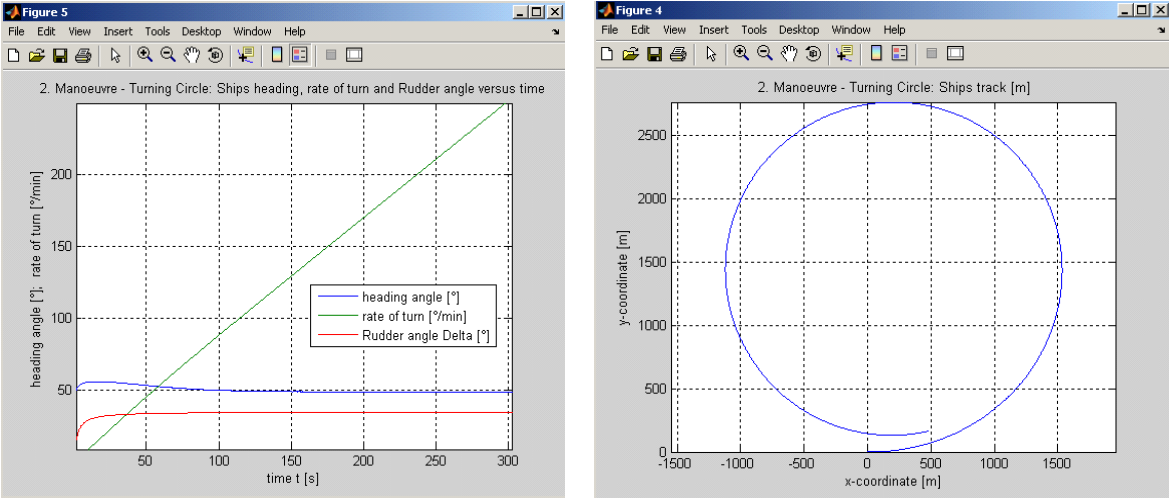 Figure 5
File Edit View Insert Tools Desktop Window Help
2. Manoeuvre - Turning Circle: Ships heading, rate of turn and Rudder angle versus time
heading angle [°]; rate of turn [°/min]
200
150
100
50
heading angle [°]
rate of turn [°/min]
Rudder angle Delta [°]
50 100 150 200 250 300
time t [s]
Figure 4
File Edit View Insert Tools Desktop Window Help
2. Manoeuvre - Turning Circle: Ships track [m]
y-coordinate [m]
2500
2000
1500
1000
500
0
-1500 -1000 -500 0 500 1000 1500
x-coordinate [m]